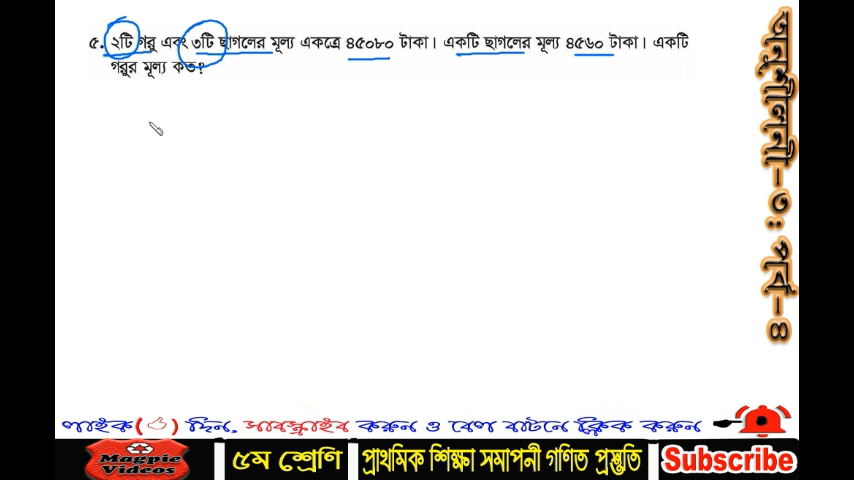 ৫. ২টি গরু এবং ৩টি ছাগলের মূল্য একত্রে ৪৫০৮০ টাকা। একটি ছাগলের মূল্য ৪৫৬০ টাকা। একটি
গরুর মূল্য কত?
অনুশীলনী-৩: পর্ব-৪
লাইক( ) দিন, সাবস্ক্রাইব করুন ও বেল বাটনে ক্লিক করুন
Magpie
Videos
৫ম শ্রেণি
প্রাথমিক শিক্ষা সমাপনী গণিত প্রস্তুতি
Subscribe